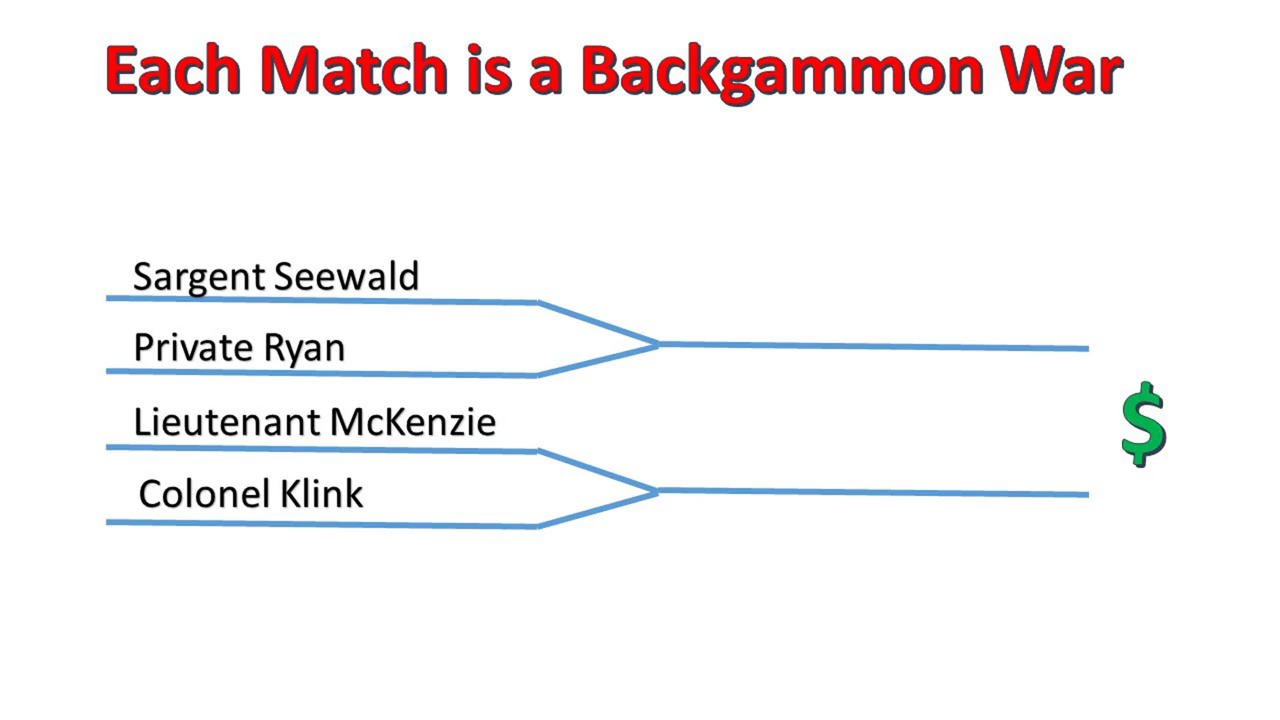 Each Match is a Backgammon War
Sargent Seewald
Private Ryan
Lieutenant McKenzie
$
Colonel Klink